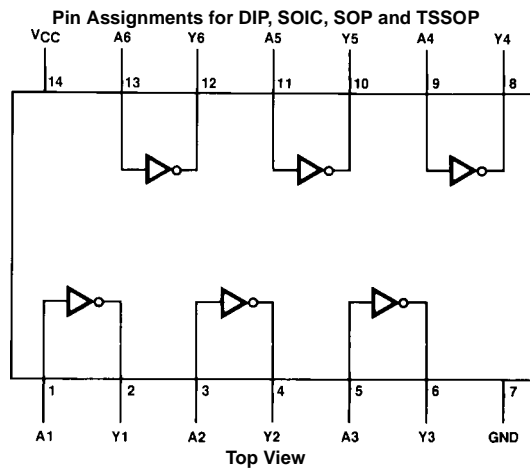 Pin Assignments for DIP, SOIC, SOP and TSSOP
VCC A6 Y6 A5 Y5 A4 Y4
14 13 12 11 10 9 8
1 2 3 4 5 6 7
A1 Y1 A2 Y2 A3 Y3 GND
Top View